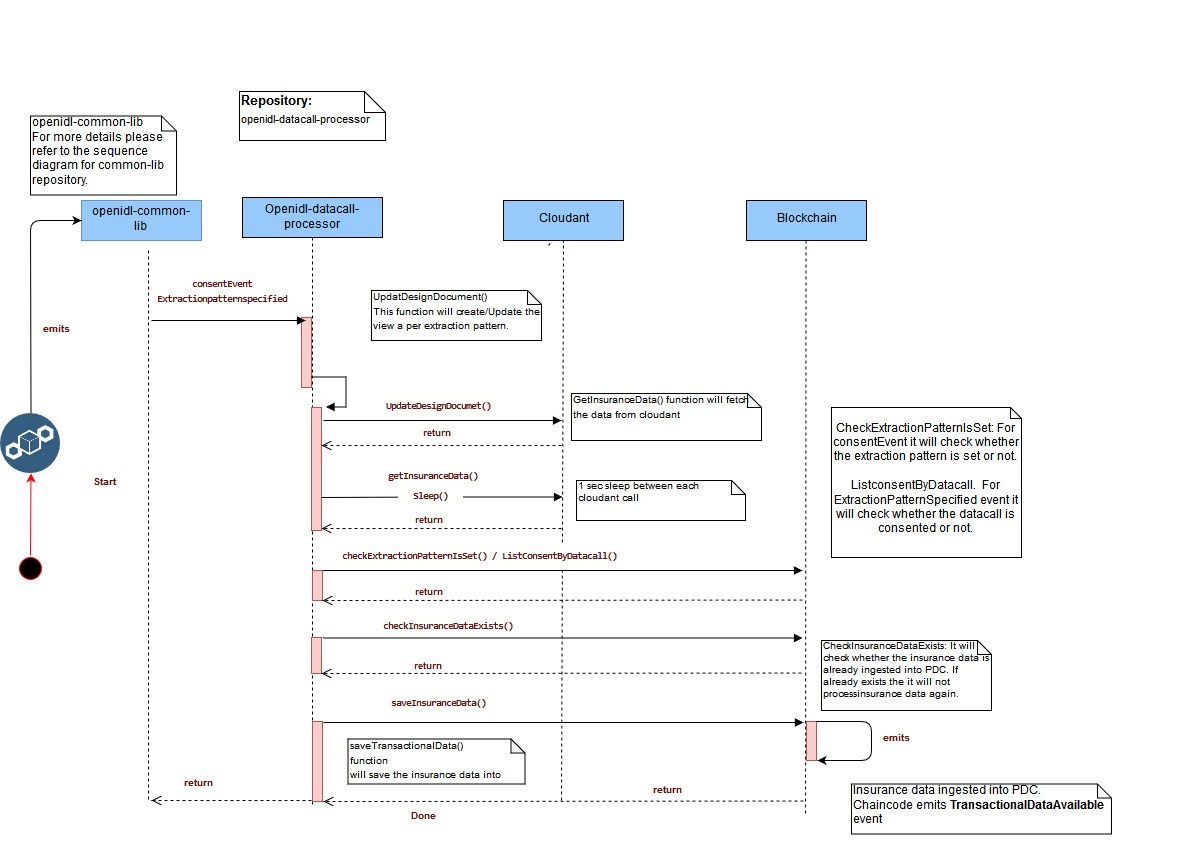 Repository:
openidl-datacall-processor
openidl-common-lib
For more details please
refer to the sequence
diagram for common-lib
repository.
openidl-common-
lib
Openidl-datacall-
processor
Cloudant
Blockchain
consentEvent
Extractionpatternspecified
UpdatDesignDocument()
This function will create/Update the
view a per extraction pattern.
emits
UpdateDesignDocumet()
return
GetInsuranceData() function will fetch
the data from cloudant
CheckExtractionPatternIsSet: For
consentEvent it will check whether
the extraction pattern is set or not.
ListconsentByDatacall. For
ExtractionPatternSpecified event it
will check whether the datacall is
consented or not.
Start
getInsuranceData()
Sleep()
1 sec sleep between each
cloudant call
return
checkExtractionPatternIsSet() / ListConsentByDatacall()
return
checkInsuranceDataExists()
return
CheckInsuranceDataExists: It will
check whether the insurance data is
already ingested into PDC. If
already exists the it will not
processinsurance data again.
saveInsuranceData()
emits
saveTransactionalData()
function
will save the insurance data into
return
return
Done
Insurance data ingested into PDC.
Chaincode emits TransactionalDataAvailable
event